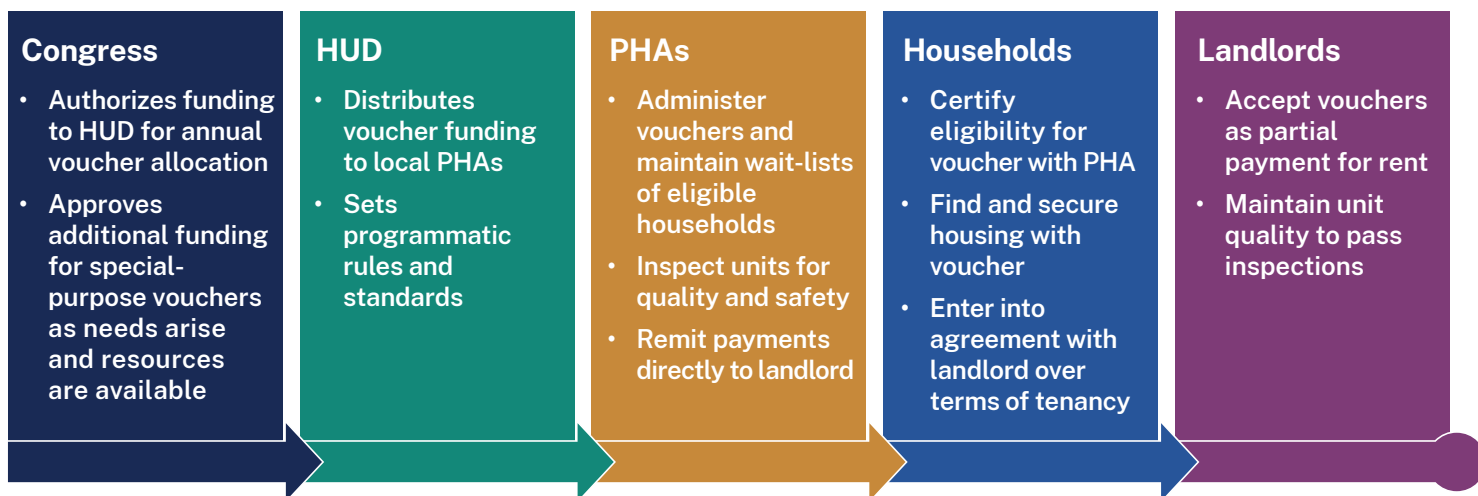 Congress
• Authorizes funding
to HUD for annual
voucher allocation
• Approves
additional funding
for special-
purpose vouchers
as needs arise
and resources
are available
HUD
• Distributes
voucher funding
to local PHAs
• Sets
programmatic
rules and
standards
PHAs
• Administer
vouchers and
maintain wait-lists
of eligible
households
• Inspect units for
quality and safety
• Remit payments
directly to landlord
Households
• Certify
eligibility for
voucher with PHA
• Find and secure
housing with
voucher
• Enter into
agreement with
landlord over
terms of tenancy
Landlords
• Accept vouchers
as partial
payment for rent
• Maintain unit
quality to pass
inspections